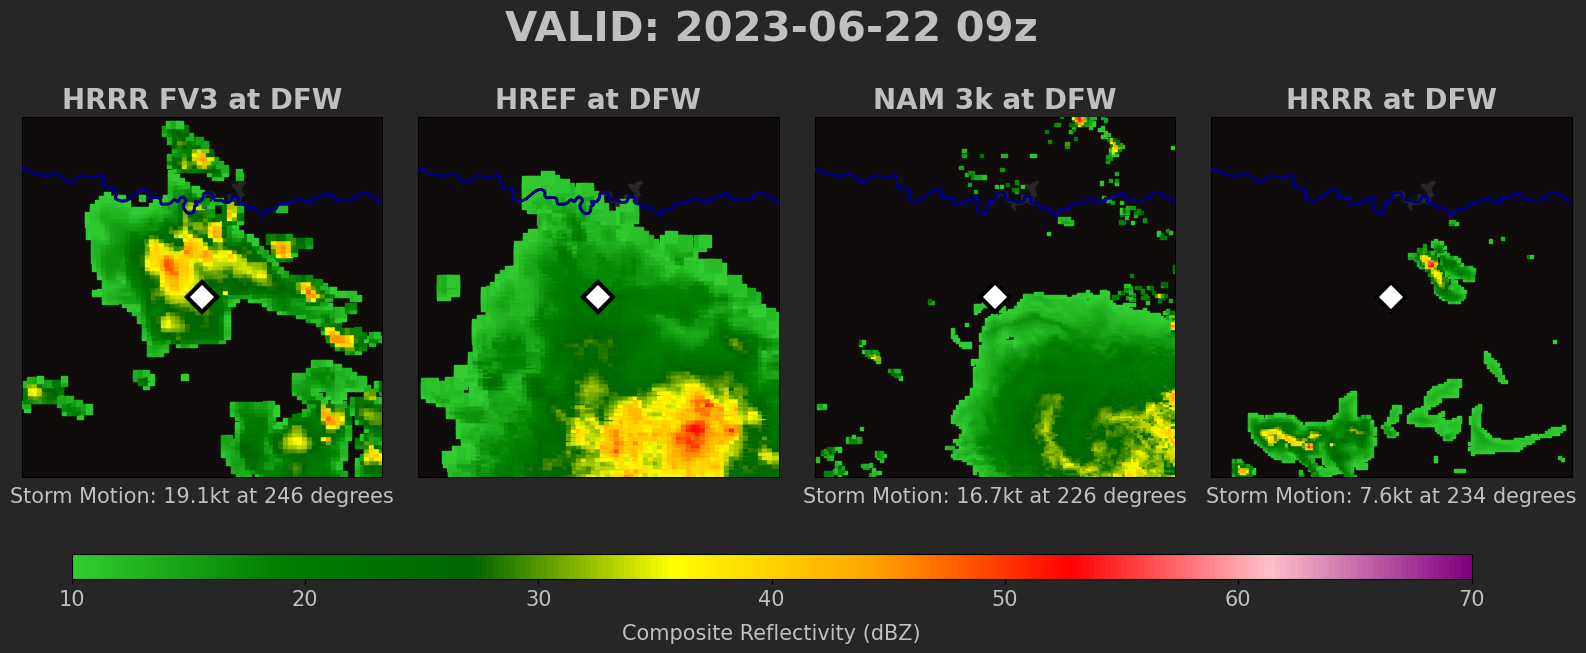 VALID: 2023-06-22 09z
HRRR FV3 at DFW
HREF at DFW
NAM 3k at DFW
HRRR at DFW
Storm Motion: 19.1kt at 246 degrees
Storm Motion: 16.7kt at 226 degrees
Storm Motion: 7.6kt at 234 degrees
10 20 30 40 50 60 70
Composite Reflectivity (dBZ)